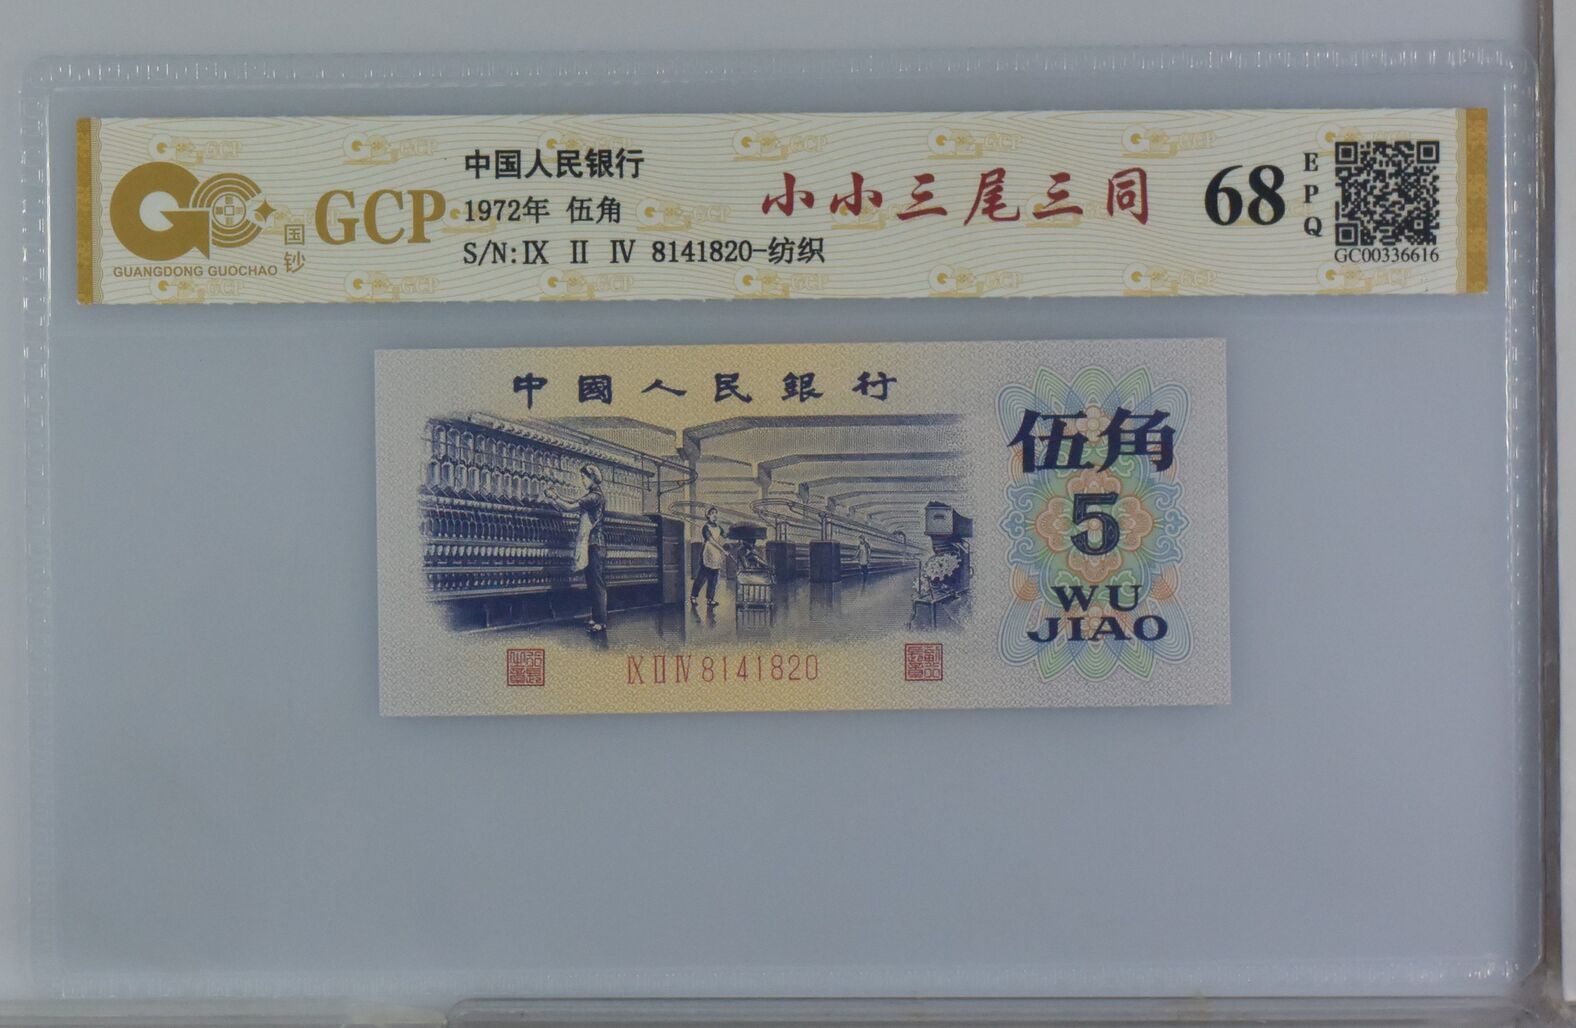 GCP
国钞
GUANGDONG GUOCHAO
中国人民银行
1972年 伍角
S/N:Ⅸ Ⅱ Ⅳ 8141820-纺织
小小三尾三同
68
EPQ
GC00336616
中國人民銀行
伍角
5
WU
JIAO
ⅨⅡⅣ8141820